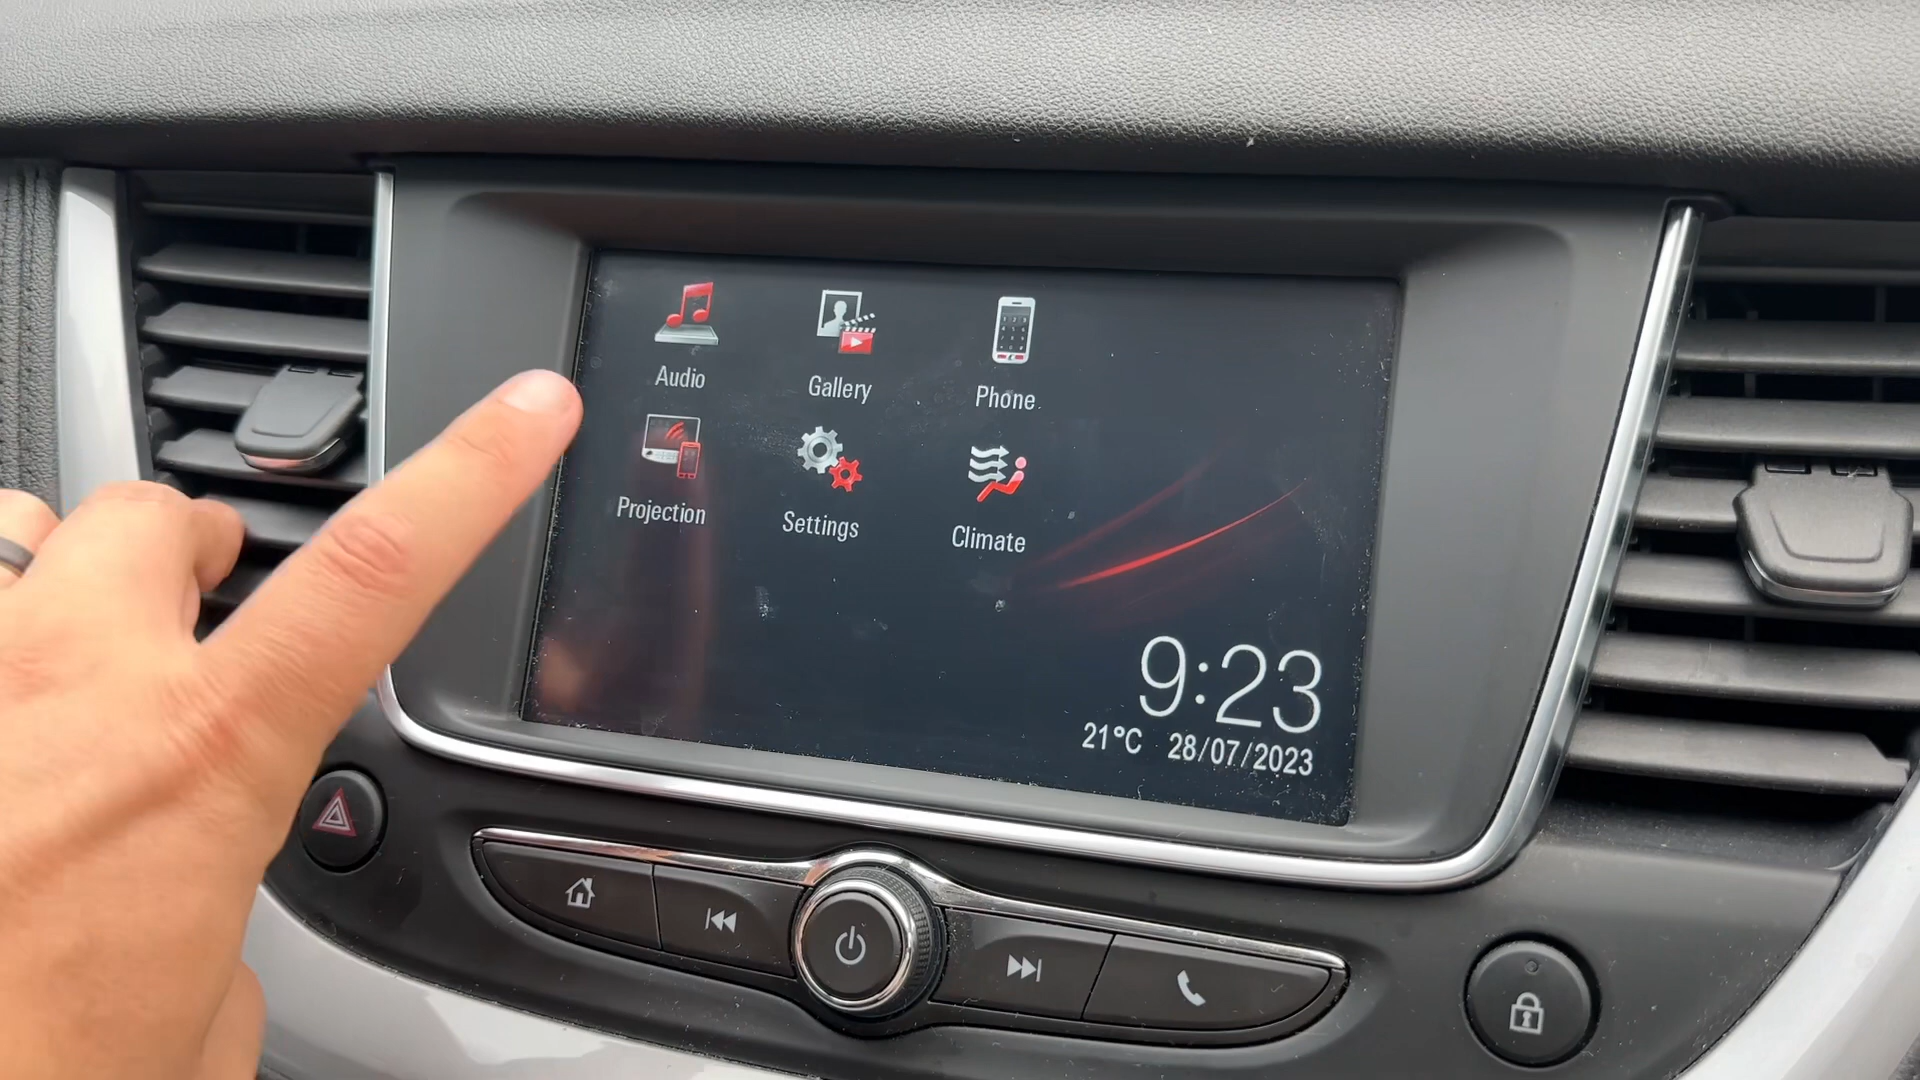 Audio
Gallery
Phone
Projection
Settings
Climate
9:23
21°C 28/07/2023